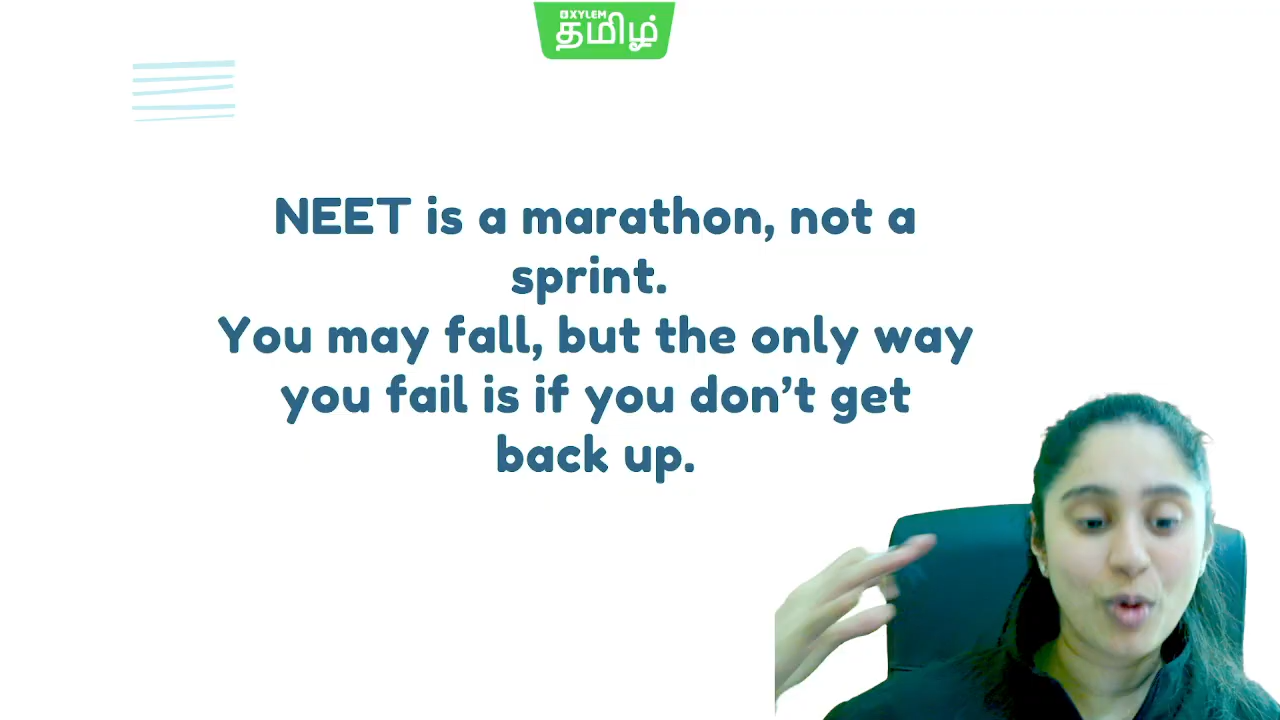 XYLEM
தமிழ்
NEET is a marathon, not a
sprint.
You may fall, but the only way
you fail is if you don't get
back up.